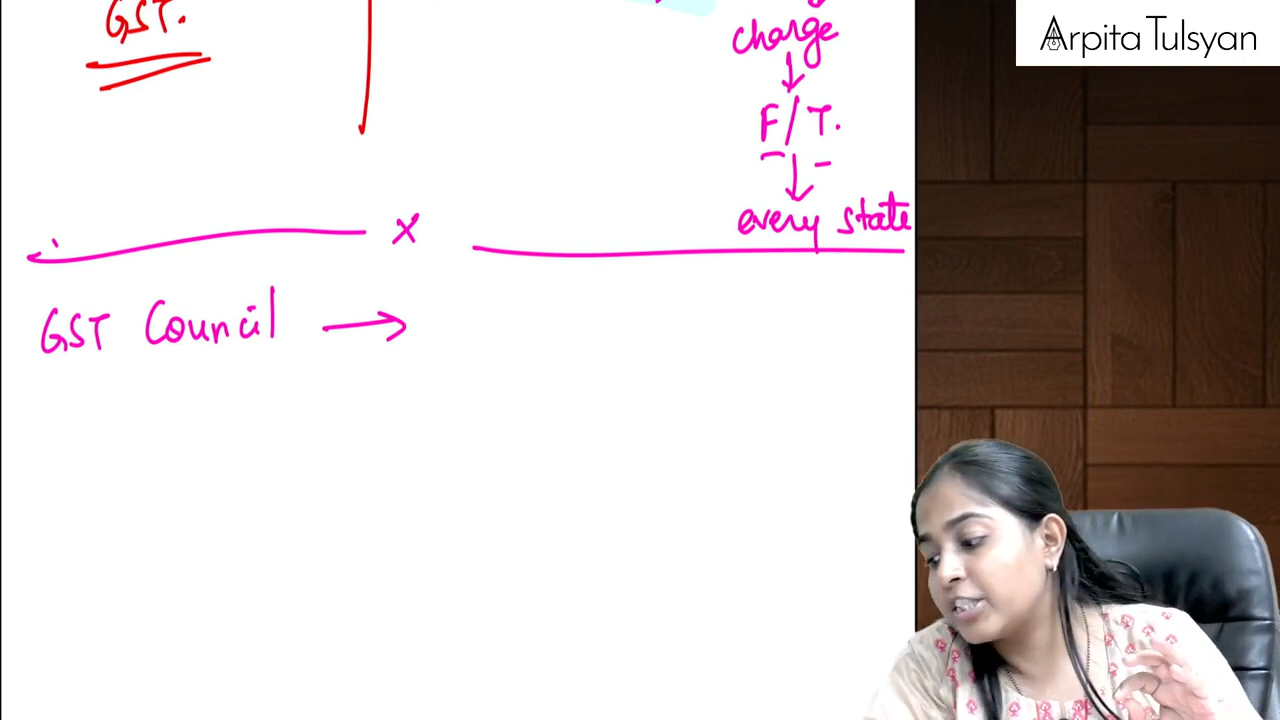 GST.
charge
F/T.
every state
x
GST Council →
Arpita Tulsyan